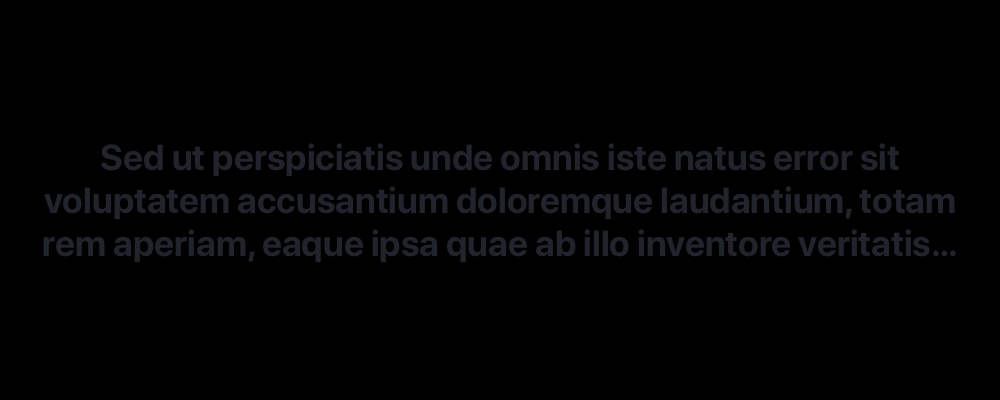 Sed ut perspiciatis unde omnis iste natus error sit
voluptatem accusantium doloremque laudantium, totam
rem aperiam, eaque ipsa quae ab illo inventore veritatis...